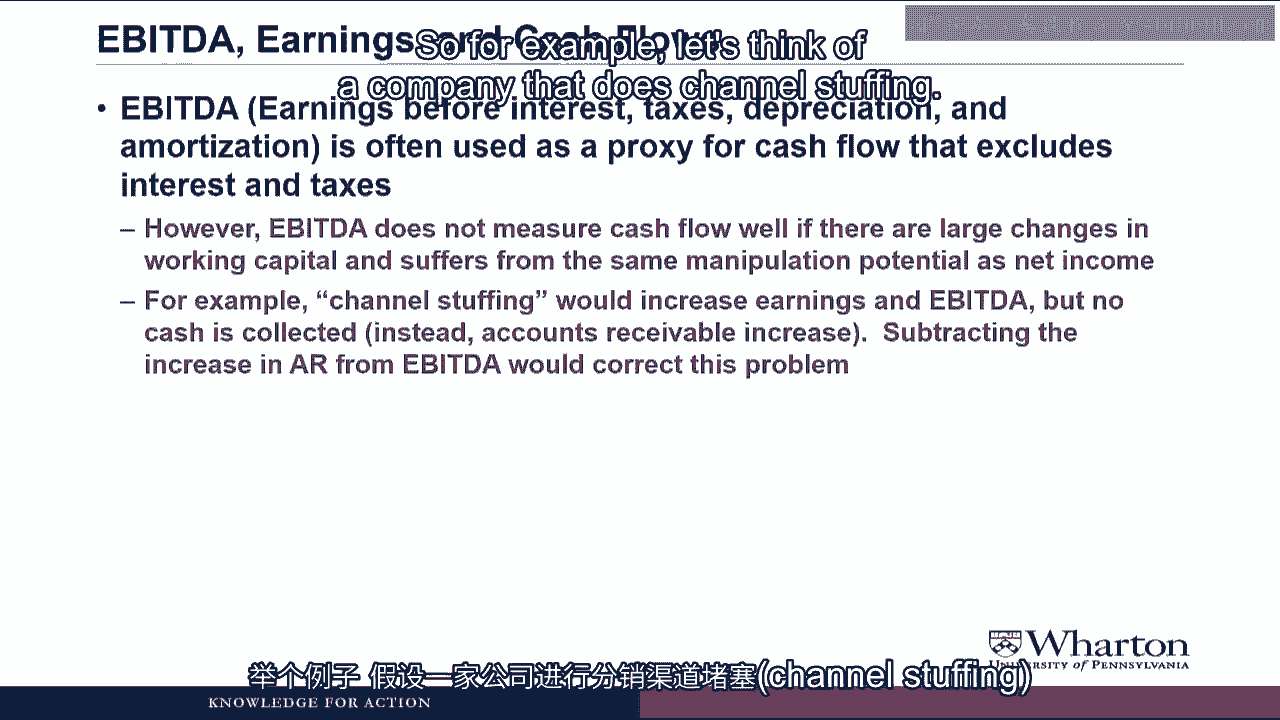 EBITDA, Earnings and Cash Flows
So for example, let's think of
a company that does channel stuffing.
• EBITDA (Earnings before interest, taxes, depreciation, and
amortization) is often used as a proxy for cash flow that excludes
interest and taxes
– However, EBITDA does not measure cash flow well if there are large changes in
working capital and suffers from the same manipulation potential as net income
– For example, “channel stuffing” would increase earnings and EBITDA, but no
cash is collected (instead, accounts receivable increase). Subtracting the
increase in AR from EBITDA would correct this problem
Wharton
UNIVERSITY of PENNSYLVANIA
举个例子 假设一家公司进行分销渠道堵塞(channel stuffing)
KNOWLEDGE FOR ACTION